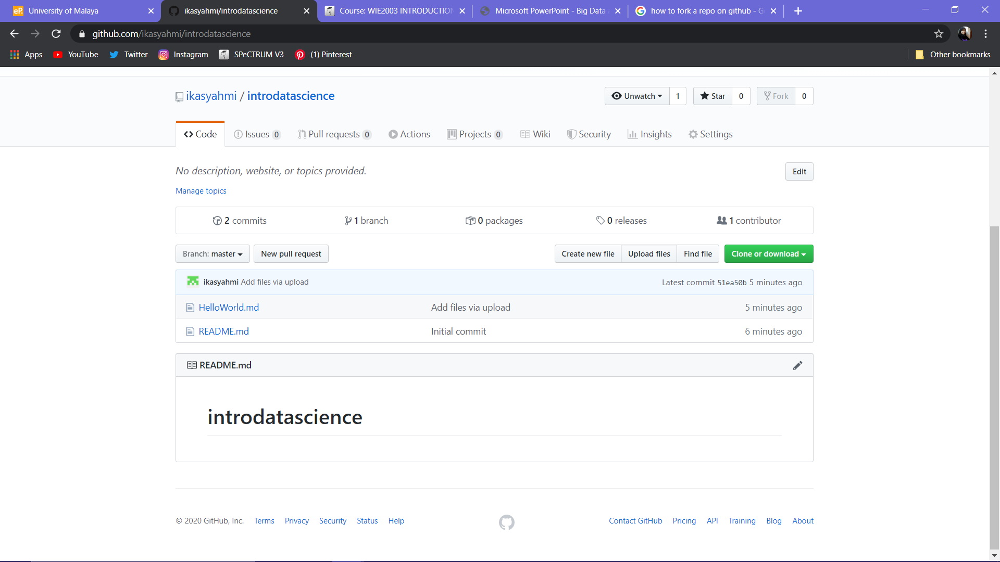 University of Malaya
ikasyahmi/introdatascience
Course: WIE2003 INTRODUCTION
Microsoft PowerPoint - Big Data
how to fork a repo on github - G
github.com/ikasyahmi/introdatascience
Apps YouTube Twitter Instagram SPeCTRUM V3 (1) Pinterest Other bookmarks
ikasyahmi / introdatascience
Unwatch 1 Star 0 Fork 0
Code Issues 0 Pull requests 0 Actions Projects 0 Wiki Security Insights Settings
No description, website, or topics provided.
Edit
Manage topics
2 commits 1 branch 0 packages 0 releases 1 contributor
Branch: master New pull request Create new file Upload files Find file Clone or download
ikasyahmi Add files via upload Latest commit 51ea50b 5 minutes ago
HelloWorld.md Add files via upload 5 minutes ago
README.md Initial commit 6 minutes ago
README.md
introdatascience
© 2020 GitHub, Inc. Terms Privacy Security Status Help Contact GitHub Pricing API Training Blog About